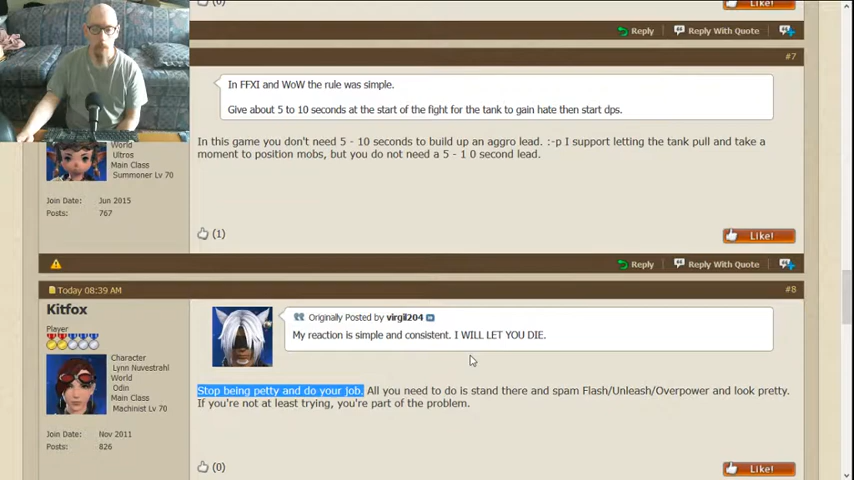 (0)
Like!
Reply
Reply With Quote
#7
In FFXI and WoW the rule was simple.
Give about 5 to 10 seconds at the start of the fight for the tank to gain hate then start dps.
In this game you don't need 5 - 10 seconds to build up an aggro lead. :-p I support letting the tank pull and take a
moment to position mobs, but you do not need a 5 - 1 0 second lead.
World
Ultros
Main Class
Summoner Lv 70
Join Date: Jun 2015
Posts: 767
(1)
Like!
Reply
Reply With Quote
Today 08:39 AM
#8
Kitfox
Player
Character
Lynn Nuvestrahl
World
Odin
Main Class
Machinist Lv 70
Join Date: Nov 2011
Posts: 826
Originally Posted by virgil204
My reaction is simple and consistent. I WILL LET YOU DIE.
Stop being petty and do your job. All you need to do is stand there and spam Flash/Unleash/Overpower and look pretty.
If you're not at least trying, you're part of the problem.
(0)
Like!